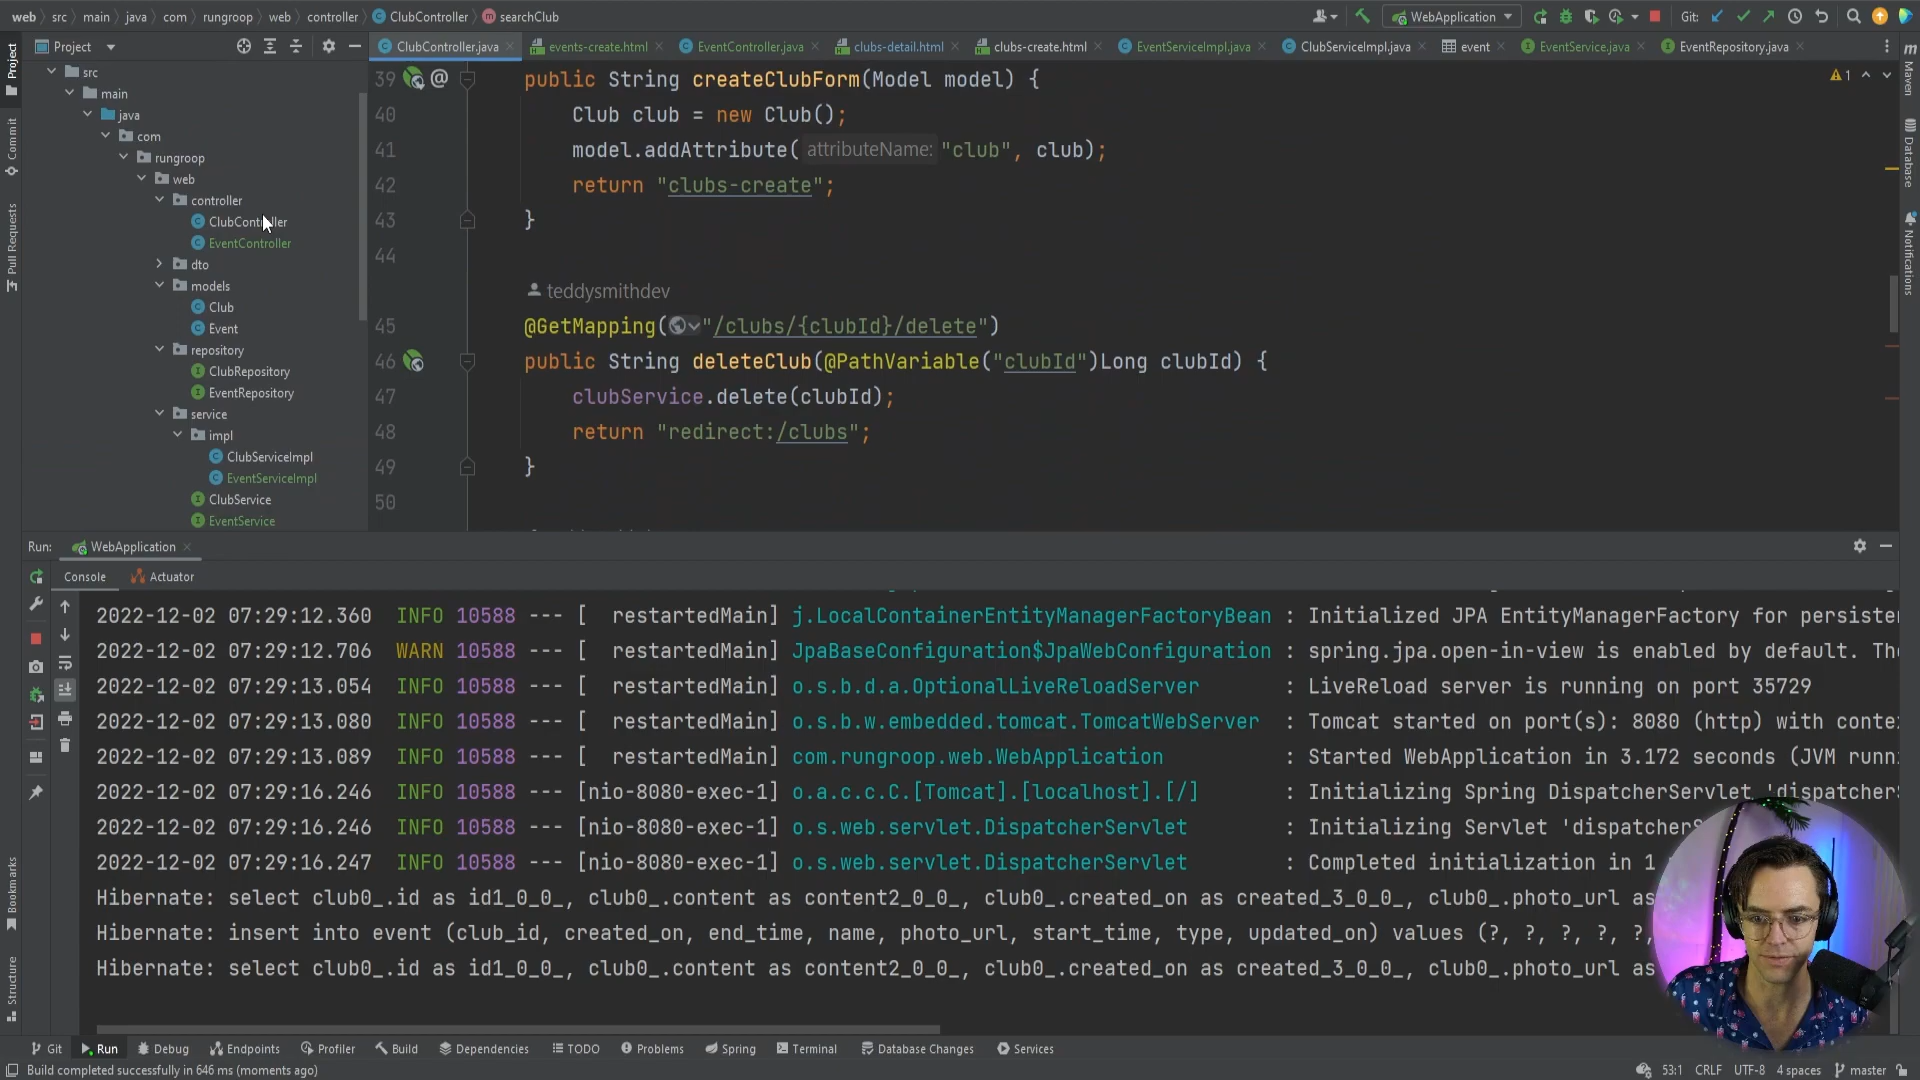 web src main java com rungroop web controller ClubController searchClub
WebApplication Git:
Project
ClubController.java events-create.html EventController.java clubs-detail.html clubs-create.html EventServiceImpl.java ClubServiceImpl.java event EventService.java EventRepository.java
src
main
java
com
rungroop
web
controller
ClubController
EventController
dto
models
Club
Event
repository
ClubRepository
EventRepository
service
impl
ClubServiceImpl
EventServiceImpl
ClubService
EventService
39 public String createClubForm(Model model) {
40 Club club = new Club();
41 model.addAttribute( attributeName: "club", club);
42 return "clubs-create";
43 }
44
teddysmithdev
45 @GetMapping("/clubs/{clubId}/delete")
46 public String deleteClub(@PathVariable("clubId")Long clubId) {
47 clubService.delete(clubId);
48 return "redirect:/clubs";
49 }
50
1
Project
Commit
Pull Requests
Bookmarks
Structure
Maven
Database
Notifications
Run: WebApplication
Console Actuator
2022-12-02 07:29:12.360 INFO 10588 --- [ restartedMain] j.LocalContainerEntityManagerFactoryBean : Initialized JPA EntityManagerFactory for persiste
2022-12-02 07:29:12.706 WARN 10588 --- [ restartedMain] JpaBaseConfiguration$JpaWebConfiguration : spring.jpa.open-in-view is enabled by default. The
2022-12-02 07:29:13.054 INFO 10588 --- [ restartedMain] o.s.b.d.a.OptionalLiveReloadServer : LiveReload server is running on port 35729
2022-12-02 07:29:13.080 INFO 10588 --- [ restartedMain] o.s.b.w.embedded.tomcat.TomcatWebServer : Tomcat started on port(s): 8080 (http) with conte
2022-12-02 07:29:13.089 INFO 10588 --- [ restartedMain] com.rungroop.web.WebApplication : Started WebApplication in 3.172 seconds (JVM runn
2022-12-02 07:29:16.246 INFO 10588 --- [nio-8080-exec-1] o.a.c.c.C.[Tomcat].[localhost].[/] : Initializing Spring DispatcherServlet 'dispatcherS
2022-12-02 07:29:16.246 INFO 10588 --- [nio-8080-exec-1] o.s.web.servlet.DispatcherServlet : Initializing Servlet 'dispatcherS
2022-12-02 07:29:16.247 INFO 10588 --- [nio-8080-exec-1] o.s.web.servlet.DispatcherServlet : Completed initialization in 1
Hibernate: select club0_.id as id1_0_0_, club0_.content as content2_0_0_, club0_.created_on as created_3_0_0_, club0_.photo_url as
Hibernate: insert into event (club_id, created_on, end_time, name, photo_url, start_time, type, updated_on) values (?, ?, ?, ?, ?,
Hibernate: select club0_.id as id1_0_0_, club0_.content as content2_0_0_, club0_.created_on as created_3_0_0_, club0_.photo_url as
Git Run Debug Endpoints Profiler Build Dependencies TODO Problems Spring Terminal Database Changes Services
Build completed successfully in 646 ms (moments ago) 53:1 CRLF UTF-8 4 spaces master